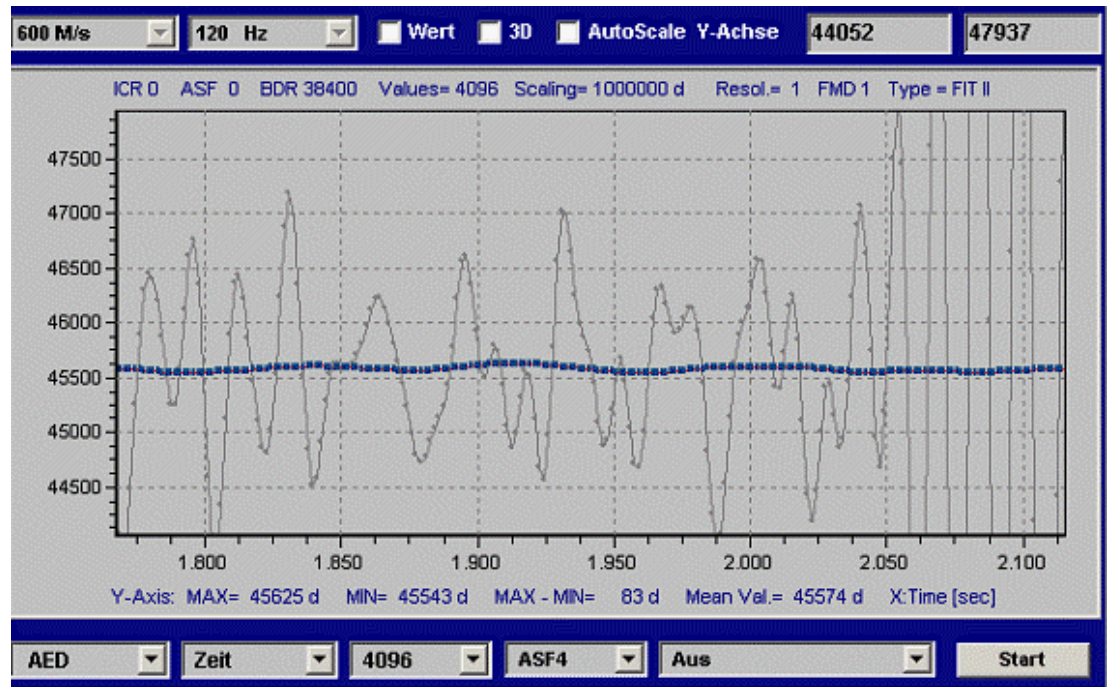 600 M/s 120 Hz Wert 3D AutoScale Y-Achse 44052 47937
ICR 0 ASF 0 BDR 38400 Values= 4096 Scaling= 1000000 d Resol.= 1 FMD 1 Type = FIT II
47500
47000
46500
46000
45500
45000
44500
1.800 1.850 1.900 1.950 2.000 2.050 2.100
Y-Axis: MAX= 45625 d MIN= 45543 d MAX - MIN= 83 d Mean Val.= 45574 d X:Time [sec]
AED Zeit 4096 ASF4 Aus Start